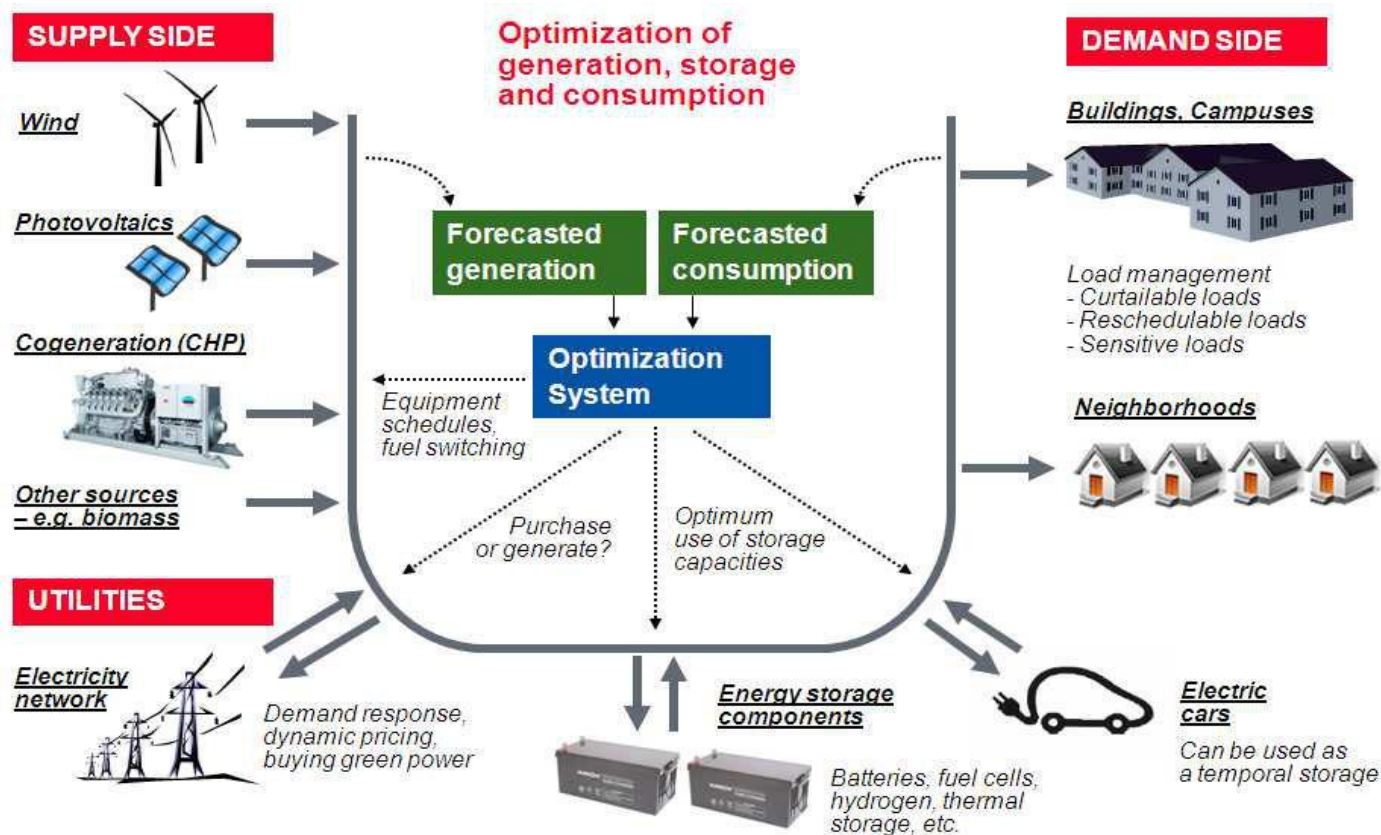 SUPPLY SIDE
Wind
Photovoltaics
Cogeneration (CHP)
Other sources
– e.g. biomass
UTILITIES
Electricity
network
Demand response,
dynamic pricing,
buying green power
Optimization of
generation, storage
and consumption
Forecasted
generation
Forecasted
consumption
Optimization
System
Equipment
schedules,
fuel switching
Purchase
or generate?
Optimum
use of storage
capacities
Energy storage
components
Batteries, fuel cells,
hydrogen, thermal
storage, etc.
DEMAND SIDE
Buildings, Campuses
Load management
- Curtailable loads
- Reschedulable loads
- Sensitive loads
Neighborhoods
Electric
cars
Can be used as
a temporal storage